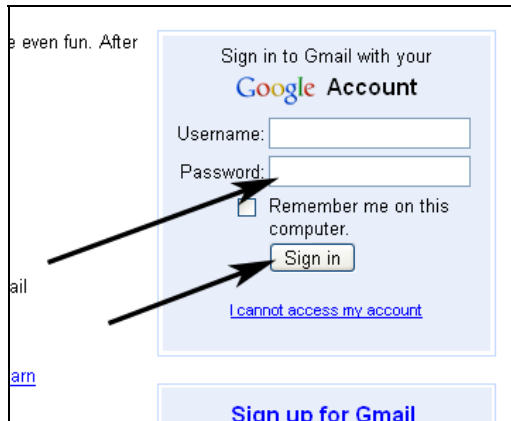 e even fun. After
Sign in to Gmail with your
Google Account
Username:
Password:
Remember me on this
computer.
Sign in
ail
I cannot access my account
arn
Sign up for Gmail